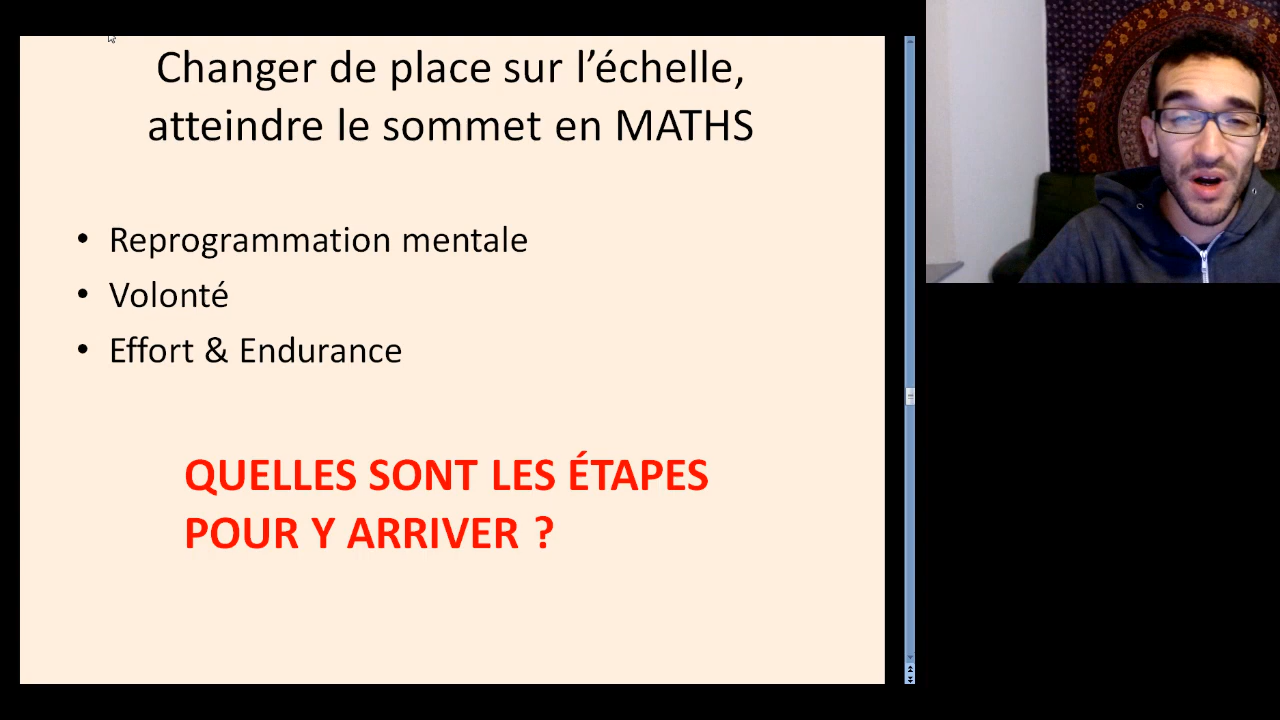 Changer de place sur l’échelle,
atteindre le sommet en MATHS
• Reprogrammation mentale
• Volonté
• Effort & Endurance
QUELLES SONT LES ÉTAPES
POUR Y ARRIVER ?